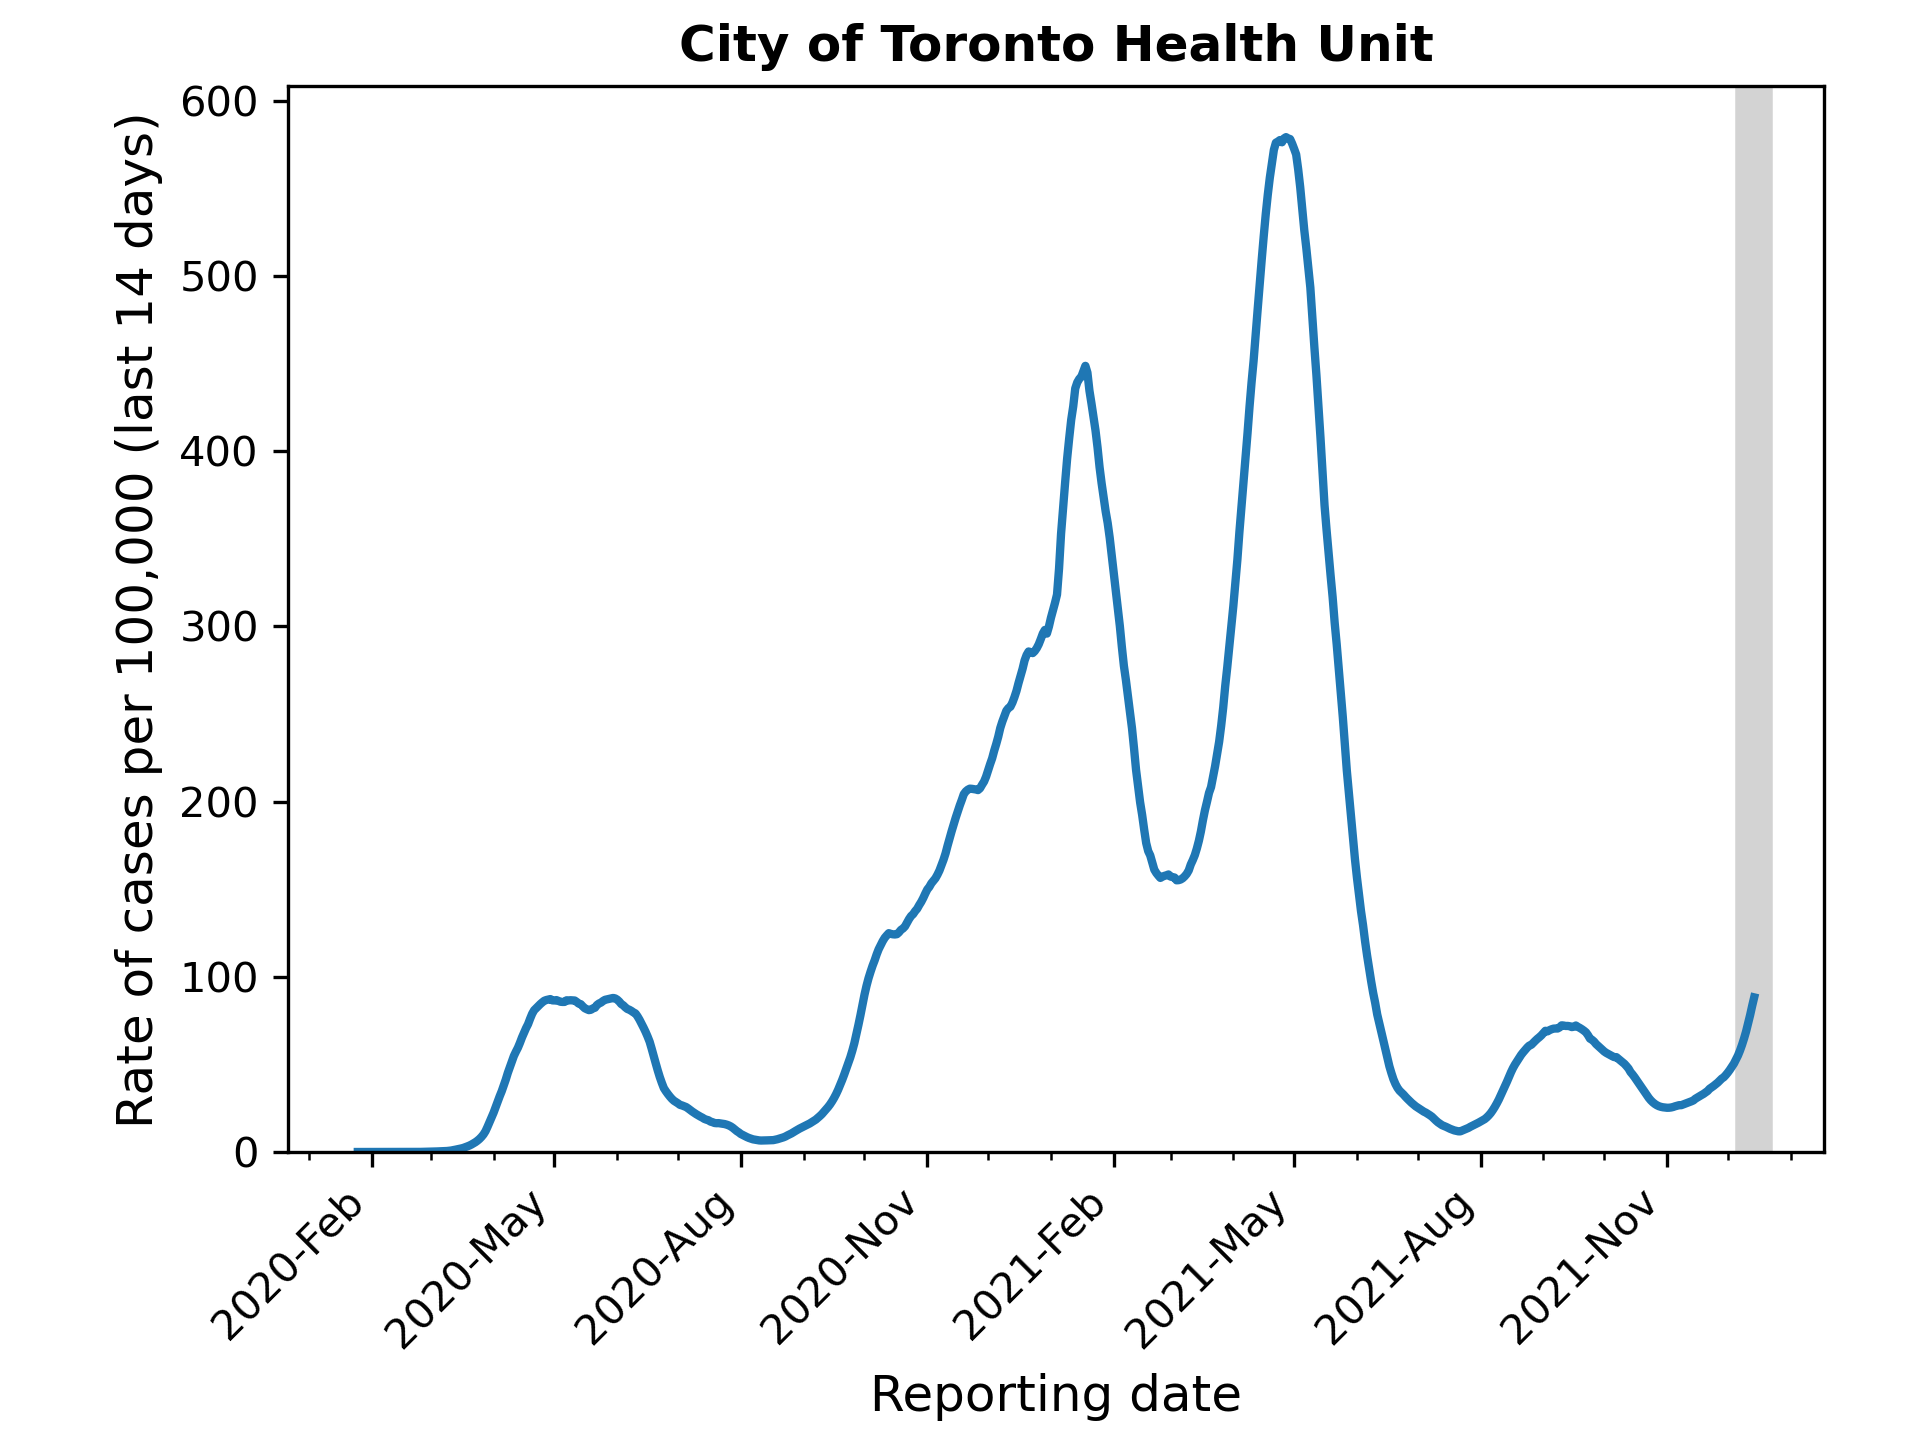 City of Toronto Health Unit
Rate of cases per 100,000 (last 14 days)
600
500
400
300
200
100
0
2020-Feb
2020-May
2020-Aug
2020-Nov
2021-Feb
2021-May
2021-Aug
2021-Nov
Reporting date